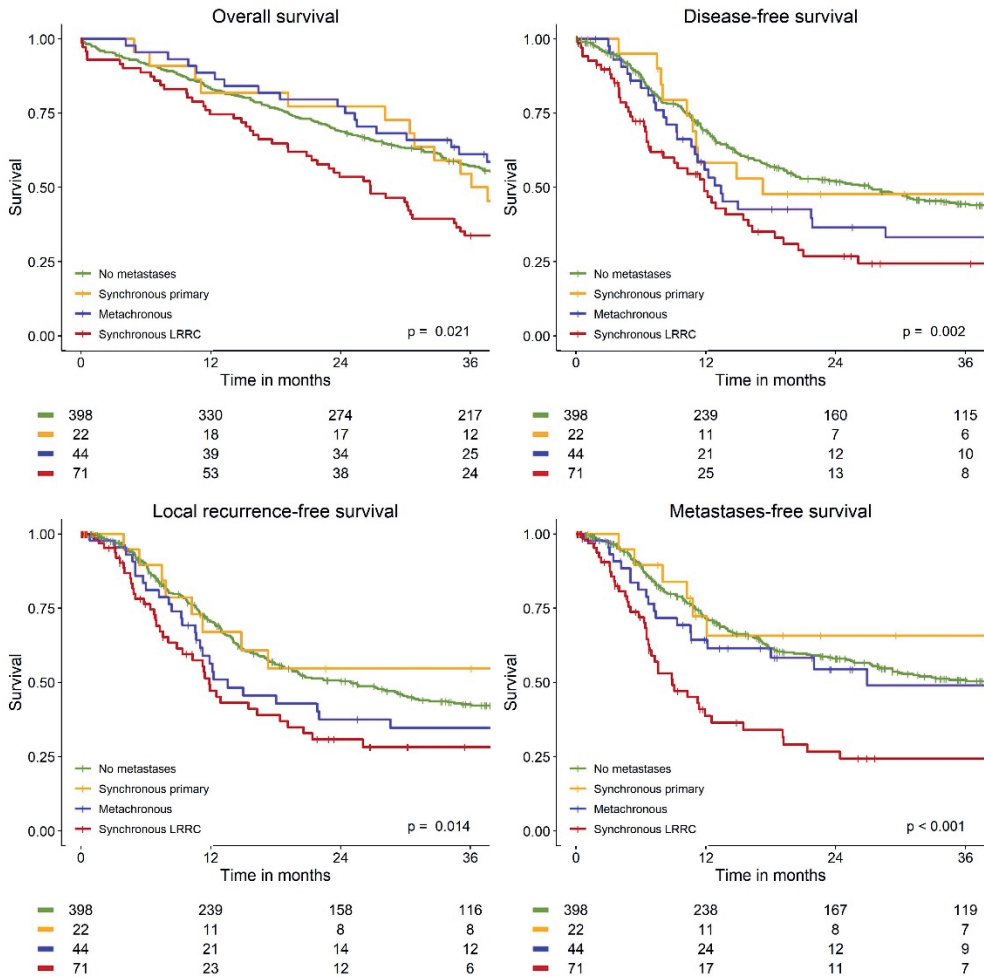 Overall survival
1.00
0.75
0.50
0.25
0.00
Survival
No metastases
Synchronous primary
Metachronous
Synchronous LRRC
p = 0.021
0 12 24 36
Time in months
398 330 274 217
22 18 17 12
44 39 34 25
71 53 38 24
Disease-free survival
1.00
0.75
0.50
0.25
0.00
Survival
No metastases
Synchronous primary
Metachronous
Synchronous LRRC
p = 0.002
0 12 24 36
Time in months
398 239 160 115
22 11 7 6
44 21 12 10
71 25 13 8
Local recurrence-free survival
1.00
0.75
0.50
0.25
0.00
Survival
No metastases
Synchronous primary
Metachronous
Synchronous LRRC
p = 0.014
0 12 24 36
Time in months
398 239 158 116
22 11 8 8
44 21 14 12
71 23 12 6
Metastases-free survival
1.00
0.75
0.50
0.25
0.00
Survival
No metastases
Synchronous primary
Metachronous
Synchronous LRRC
p < 0.001
0 12 24 36
Time in months
398 238 167 119
22 11 8 7
44 24 12 9
71 17 11 7